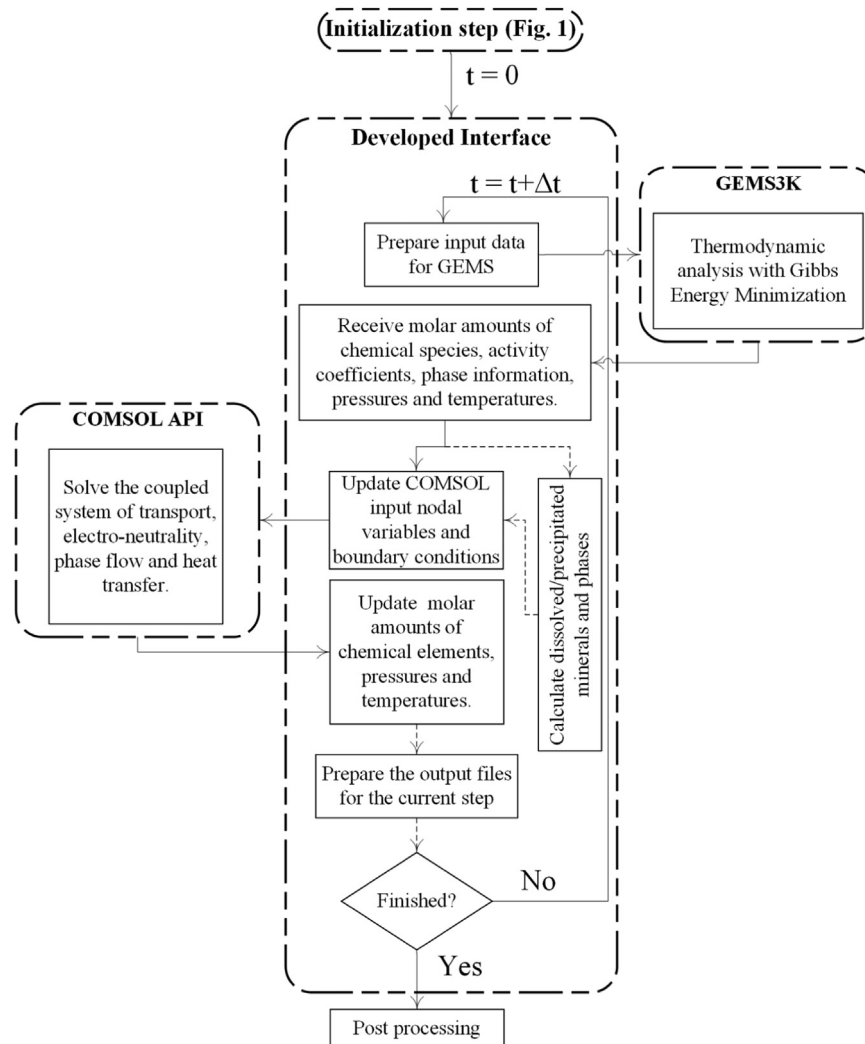 Initialization step (Fig. 1)
t = 0
Developed Interface
t = t+Δt
GEMS3K
Prepare input data
for GEMS
Thermodynamic
analysis with Gibbs
Energy Minimization
Receive molar amounts of
chemical species, activity
coefficients, phase information,
pressures and temperatures.
COMSOL API
Solve the coupled
system of transport,
electro-neutrality,
phase flow and heat
transfer.
Update COMSOL
input nodal
variables and
boundary conditions
Calculate dissolved/precipitated
minerals and phases
Update molar
amounts of
chemical elements,
pressures and
temperatures.
Prepare the output files
for the current step
Finished?
No
Yes
Post processing